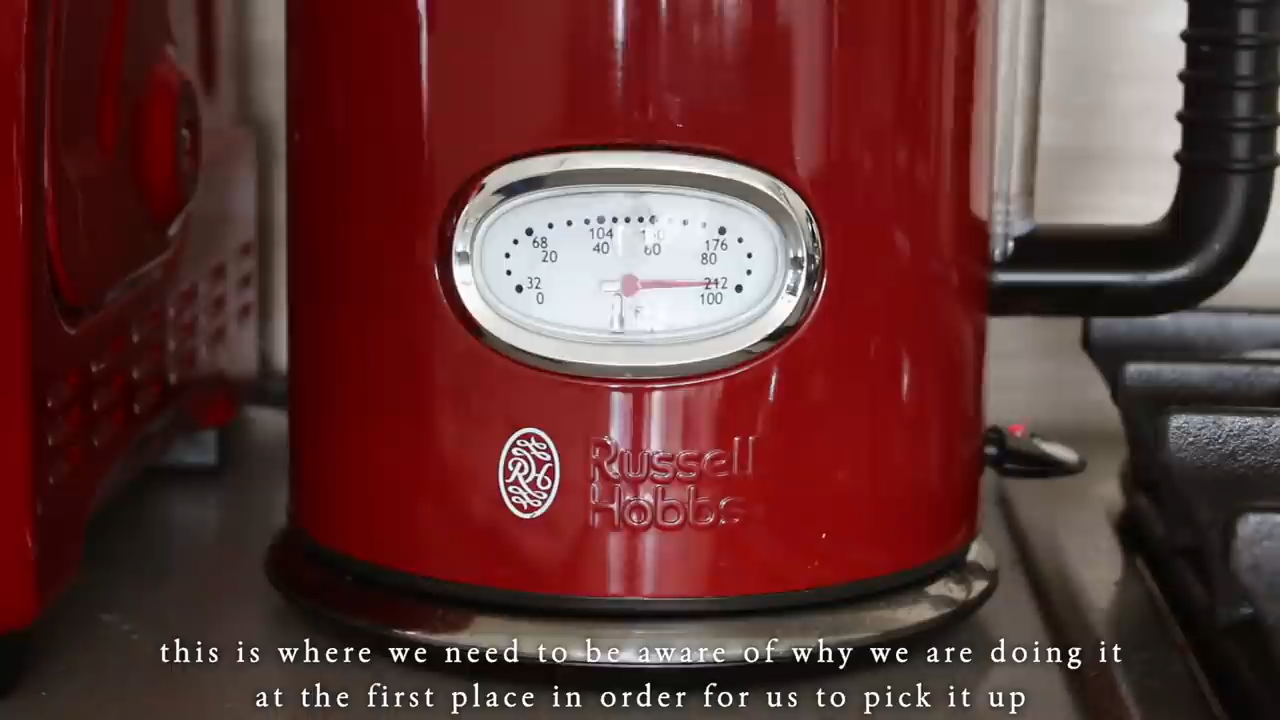 68 104 176
20 40 60 80
32 212
0 100
F
RH
Russell
Hobbs
this is where we need to be aware of why we are doing it
at the first place in order for us to pick it up